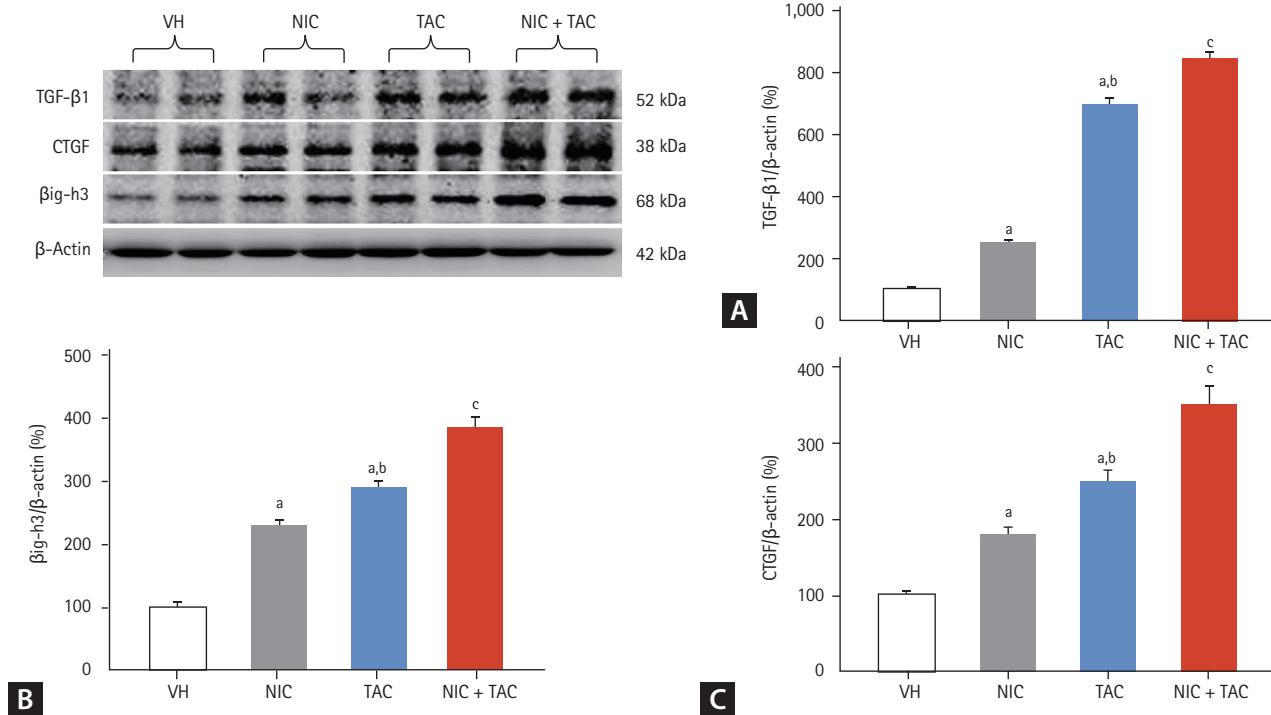 VH NIC TAC NIC + TAC
TGF-β1 52 kDa
CTGF 38 kDa
βig-h3 68 kDa
β-Actin 42 kDa
A
TGF-β1/β-actin (%)
1,000
800
600
400
200
0
a
a,b
c
VH NIC TAC NIC + TAC
B
βig-h3/β-actin (%)
500
400
300
200
100
0
a
a,b
c
VH NIC TAC NIC + TAC
C
CTGF/β-actin (%)
400
300
200
100
0
a
a,b
c
VH NIC TAC NIC + TAC